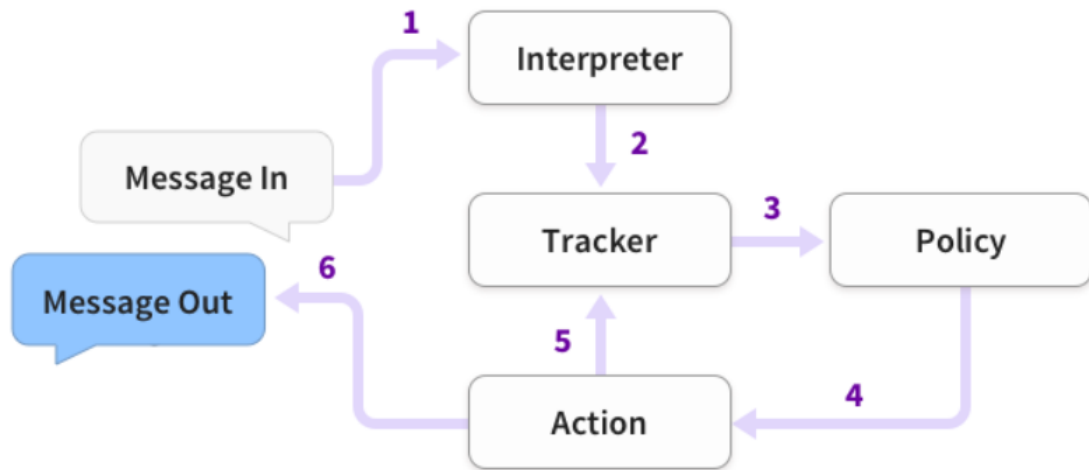 1
Interpreter
2
Message In
3
Tracker
Policy
6
Message Out
5
4
Action